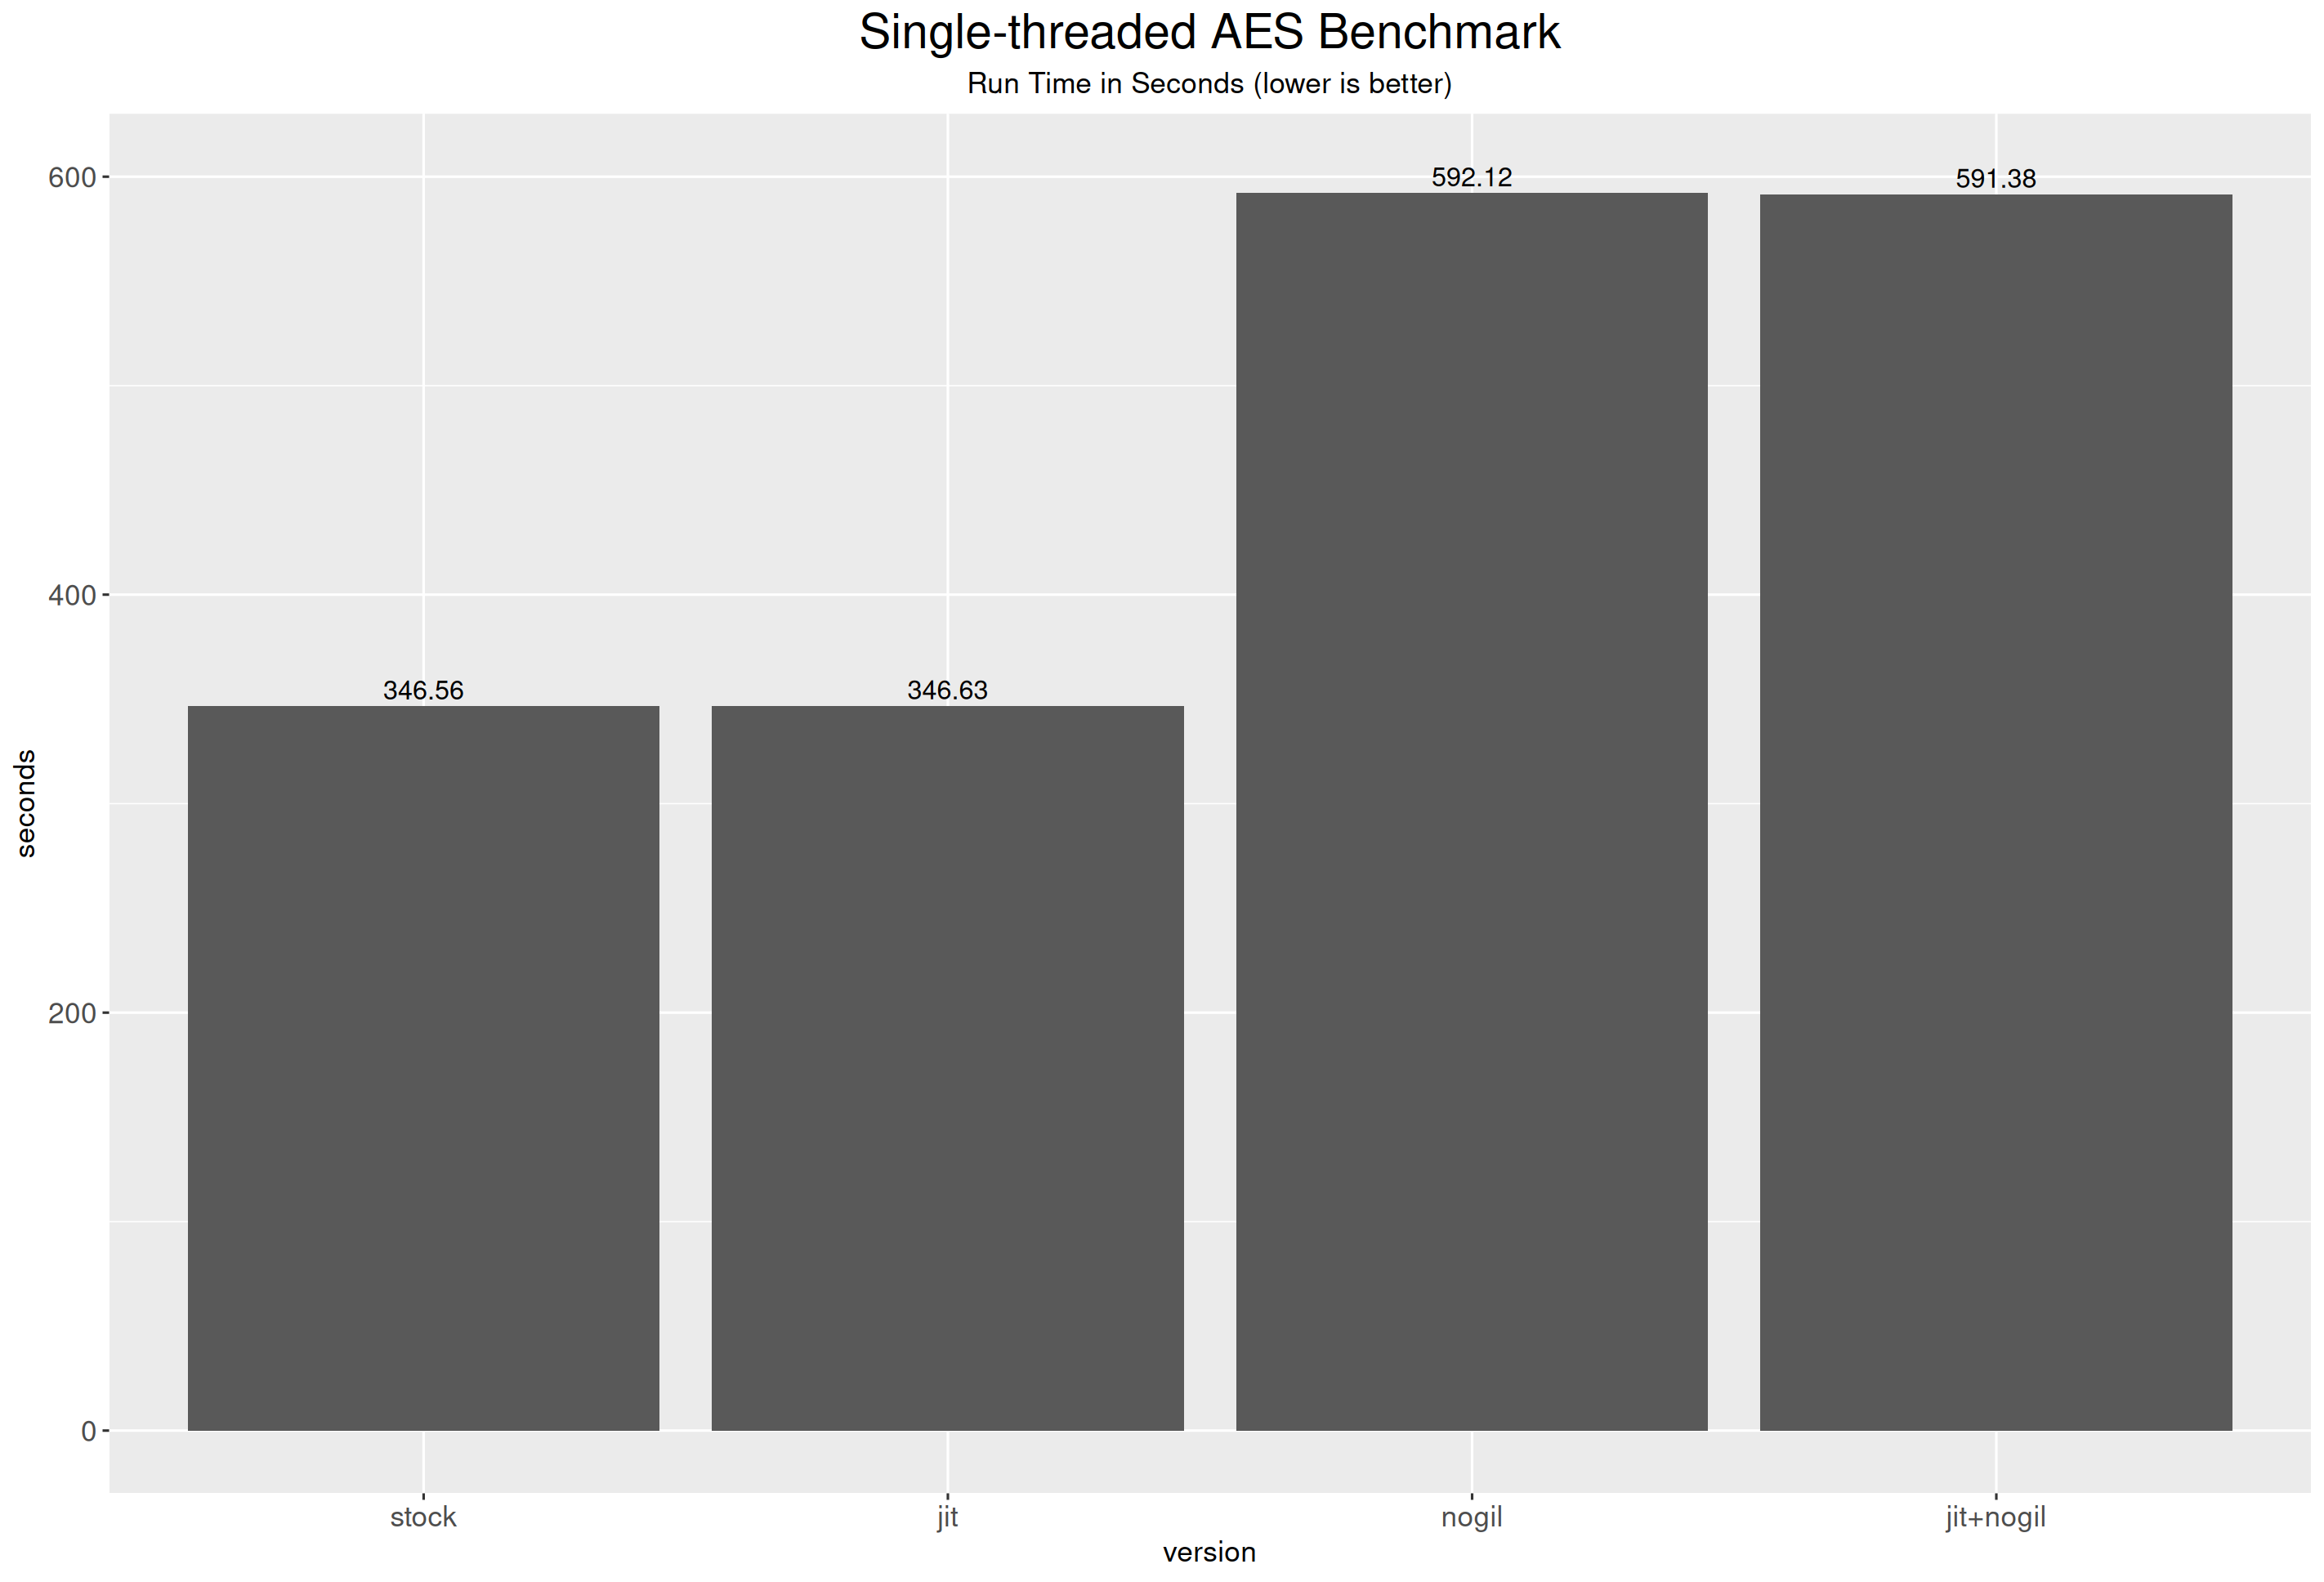 Single-threaded AES Benchmark
Run Time in Seconds (lower is better)
600
592.12
591.38
400
346.56
346.63
seconds
200
0
stock
jit
nogil
jit+nogil
version